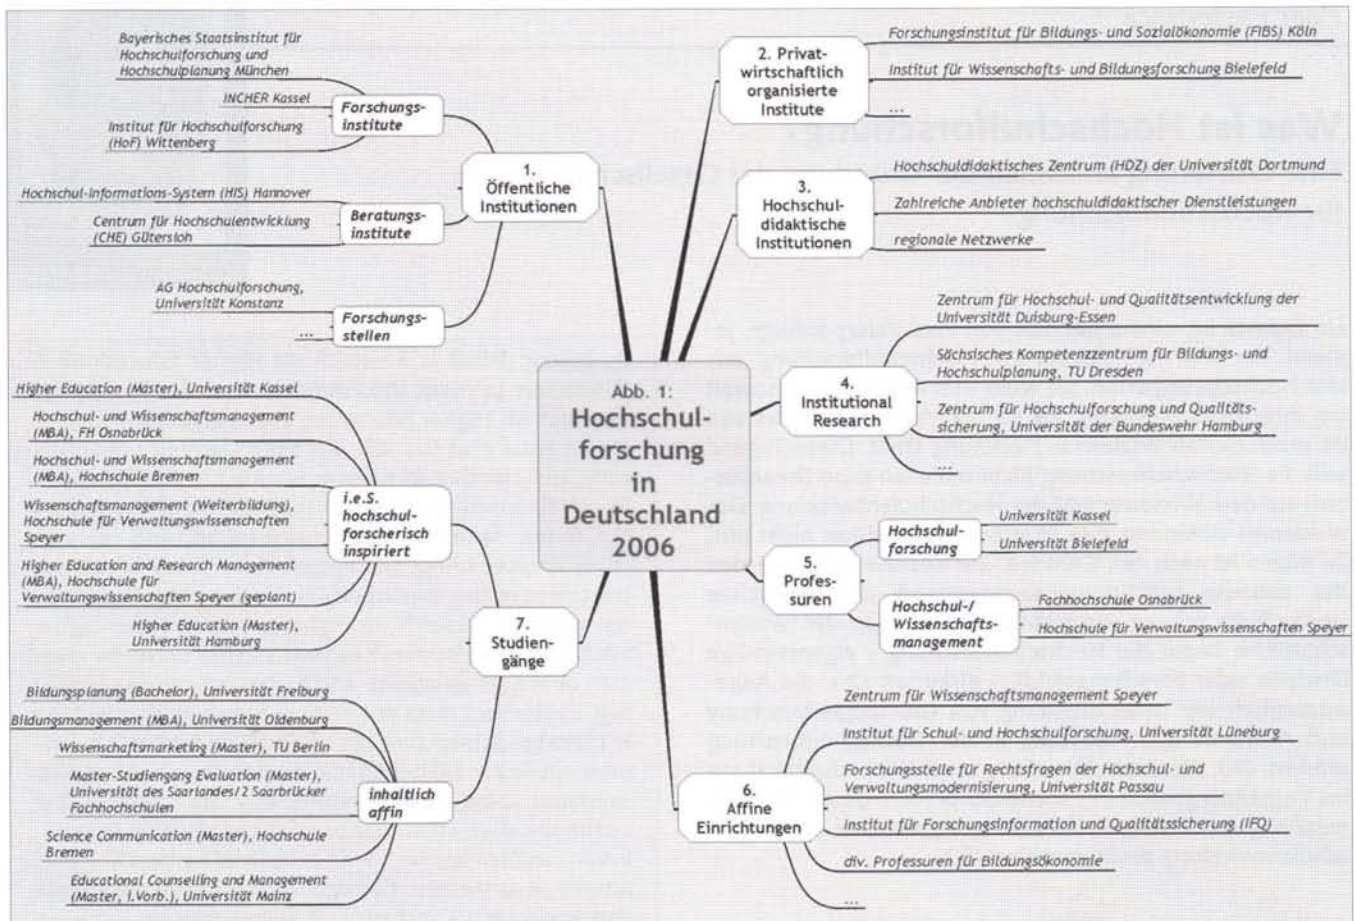 Abb. 1:
Hochschul-
forschung
in
Deutschland
2006
1.
Öffentliche
Institutionen
Forschungs-
institute
Bayerisches Staatsinstitut für
Hochschulforschung und
Hochschulplanung München
INCHER Kassel
Institut für Hochschulforschung
(HoF) Wittenberg
Beratungs-
institute
Hochschul-Informations-System (HIS) Hannover
Centrum für Hochschulentwicklung
(CHE) Gütersloh
Forschungs-
stellen
AG Hochschulforschung,
Universität Konstanz
...
2. Privat-
wirtschaftlich
organisierte
Institute
Forschungsinstitut für Bildungs- und Sozialökonomie (FIBS) Köln
Institut für Wissenschafts- und Bildungsforschung Bielefeld
...
3.
Hochschul-
didaktische
Institutionen
Hochschuldidaktisches Zentrum (HDZ) der Universität Dortmund
Zahlreiche Anbieter hochschuldidaktischer Dienstleistungen
regionale Netzwerke
4.
Institutional
Research
Zentrum für Hochschul- und Qualitätsentwicklung der
Universität Duisburg-Essen
Sächsisches Kompetenzzentrum für Bildungs- und
Hochschulplanung, TU Dresden
Zentrum für Hochschulforschung und Qualitäts-
sicherung, Universität der Bundeswehr Hamburg
...
5.
Profes-
suren
Hochschul-
forschung
Universität Kassel
Universität Bielefeld
Hochschul-/
Wissenschafts-
management
Fachhochschule Osnabrück
Hochschule für Verwaltungswissenschaften Speyer
6.
Affine
Einrichtungen
Zentrum für Wissenschaftsmanagement Speyer
Institut für Schul- und Hochschulforschung, Universität Lüneburg
Forschungsstelle für Rechtsfragen der Hochschul- und
Verwaltungsmodernisierung, Universität Passau
Institut für Forschungsinformation und Qualitätssicherung (IFQ)
div. Professuren für Bildungsökonomie
...
7.
Studien-
gänge
i.e.S.
hochschul-
forscherisch
inspiriert
Higher Education (Master), Universität Kassel
Hochschul- und Wissenschaftsmanagement
(MBA), FH Osnabrück
Hochschul- und Wissenschaftsmanagement
(MBA), Hochschule Bremen
Wissenschaftsmanagement (Weiterbildung),
Hochschule für Verwaltungswissenschaften
Speyer
Higher Education and Research Management
(MBA), Hochschule für
Verwaltungswissenschaften Speyer (geplant)
Higher Education (Master),
Universität Hamburg
inhaltlich
affin
Bildungsplanung (Bachelor), Universität Freiburg
Bildungsmanagement (MBA), Universität Oldenburg
Wissenschaftsmarketing (Master), TU Berlin
Master-Studiengang Evaluation (Master),
Universität des Saarlandes/2 Saarbrücker
Fachhochschulen
Science Communication (Master), Hochschule
Bremen
Educational Counselling and Management
(Master, i.Vorb.), Universität Mainz